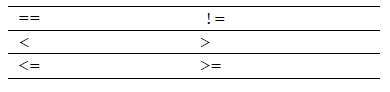 == !=
< >
<= >=